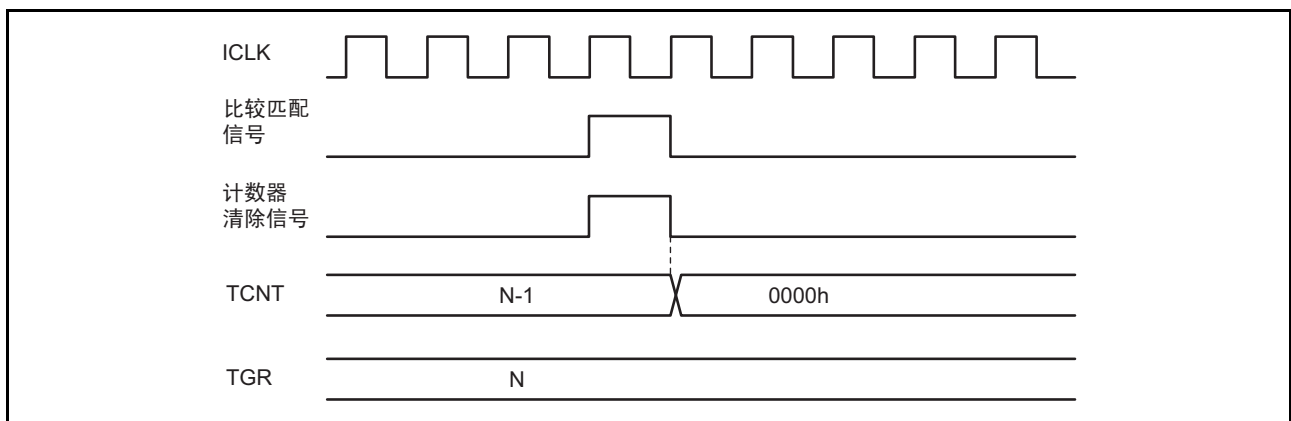 ICLK
比较匹配
信号
计数器
清除信号
TCNT
N-1
0000h
TGR
N